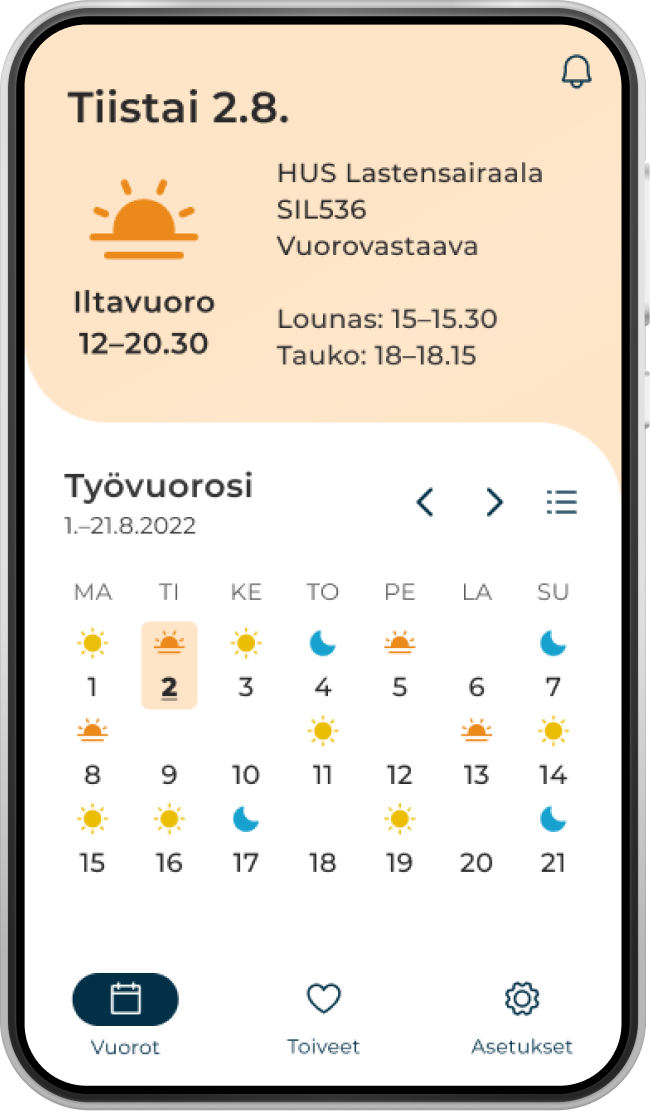 Tiistai 2.8.
HUS Lastensairaala
SIL536
Vuorovastaava
Iltavuoro
12–20.30
Lounas: 15–15.30
Tauko: 18–18.15
Työvuorosi
1.–21.8.2022
MA TI KE TO PE LA SU
1 2 3 4 5 6 7
8 9 10 11 12 13 14
15 16 17 18 19 20 21
Vuorot Toiveet Asetukset